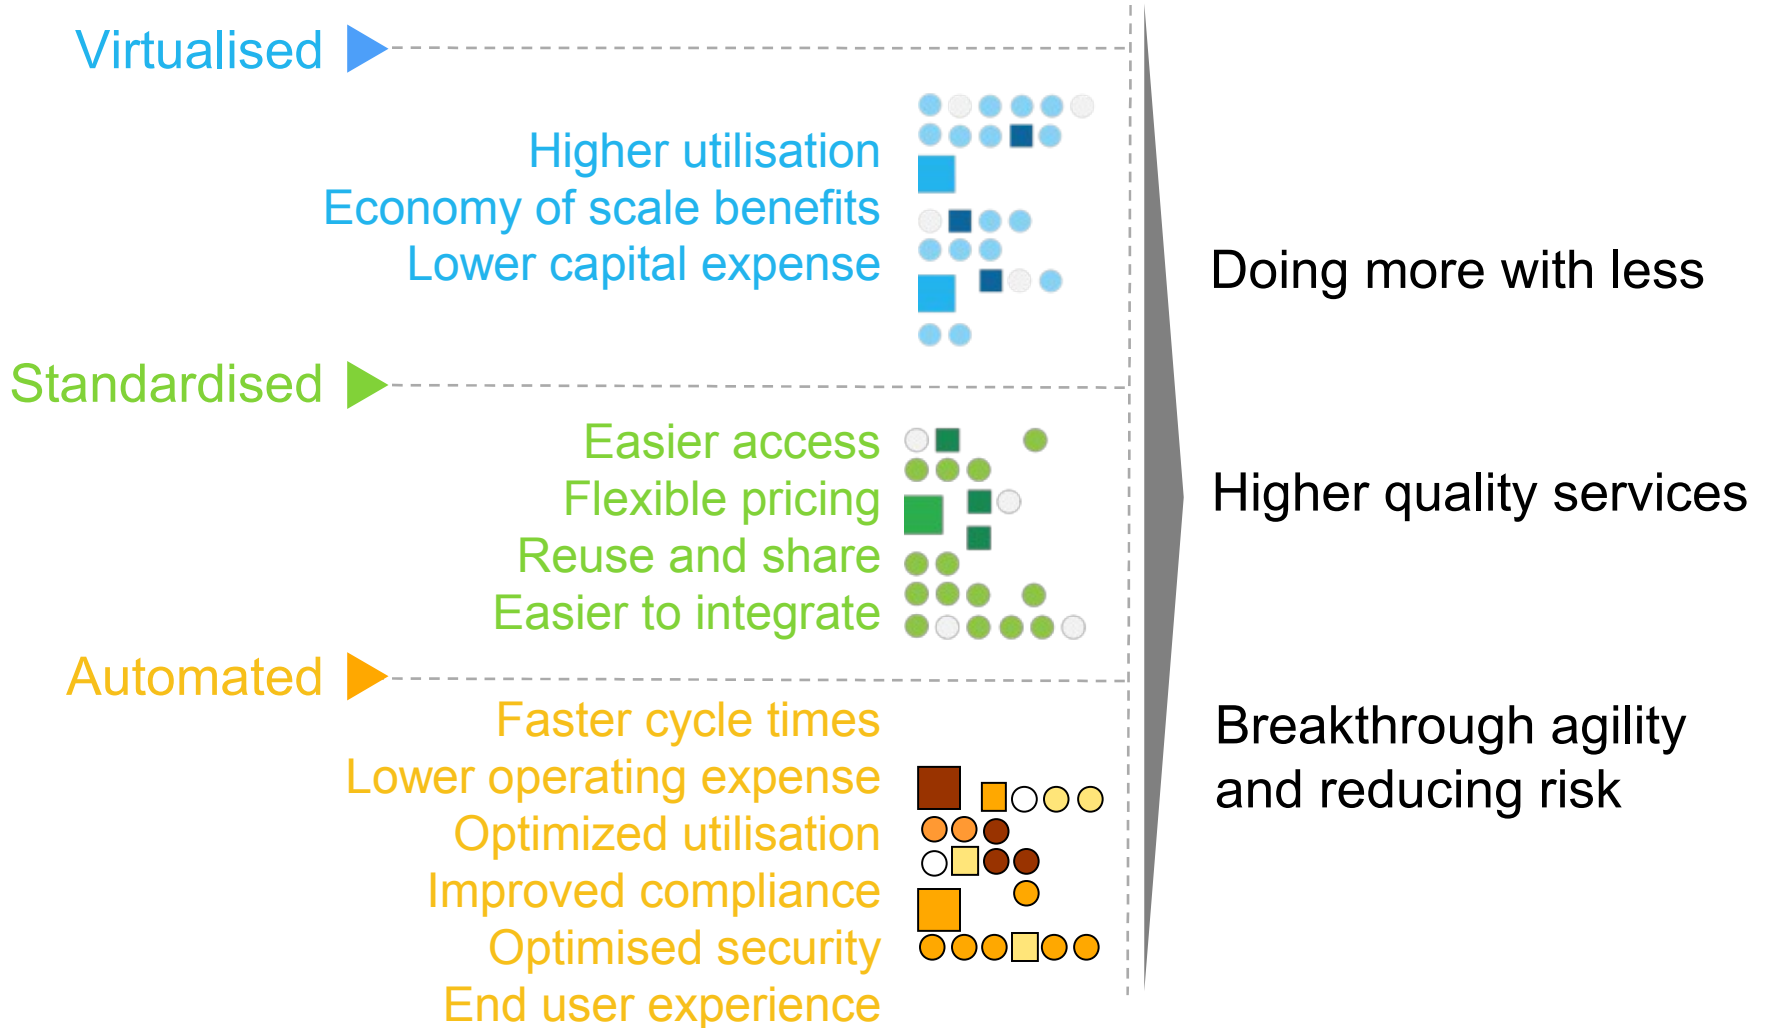 Virtualised
Higher utilisation
Economy of scale benefits
Lower capital expense
Standardised
Easier access
Flexible pricing
Reuse and share
Easier to integrate
Automated
Faster cycle times
Lower operating expense
Optimized utilisation
Improved compliance
Optimised security
End user experience
Doing more with less
Higher quality services
Breakthrough agility
and reducing risk